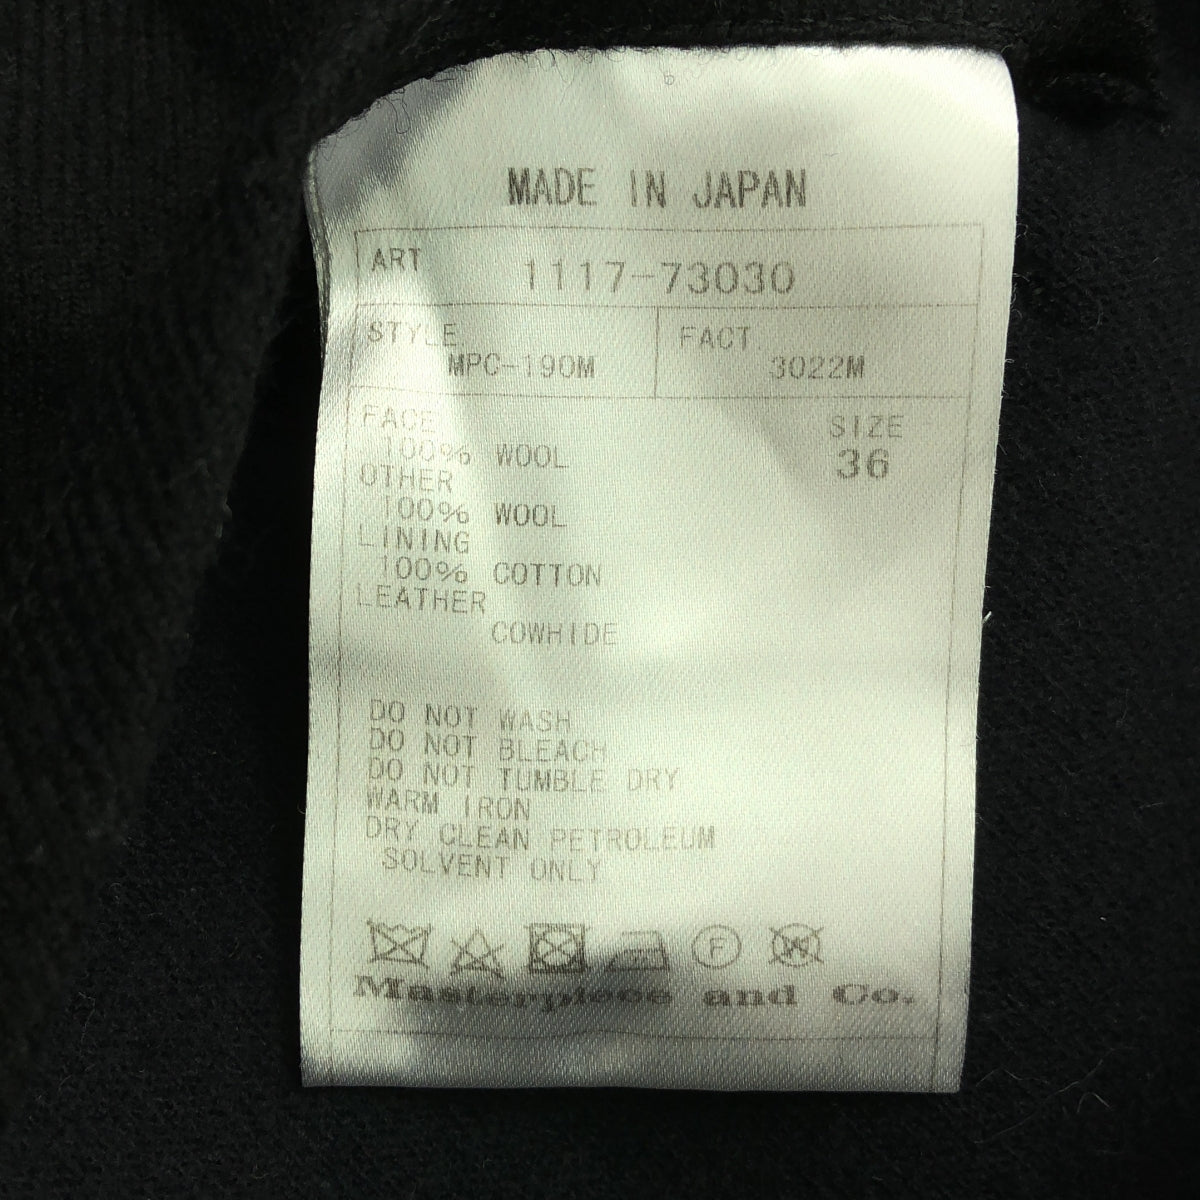 MADE IN JAPAN
ART 1117-73030
STYLE FACT
MPC-190M 3022M
FACE SIZE
100% WOOL 36
OTHER
100% WOOL
LINING
100% COTTON
LEATHER
COWHIDE
DO NOT WASH
DO NOT BLEACH
DO NOT TUMBLE DRY
WARM IRON
DRY CLEAN PETROLEUM
SOLVENT ONLY
F W
Masterpiece and Co.